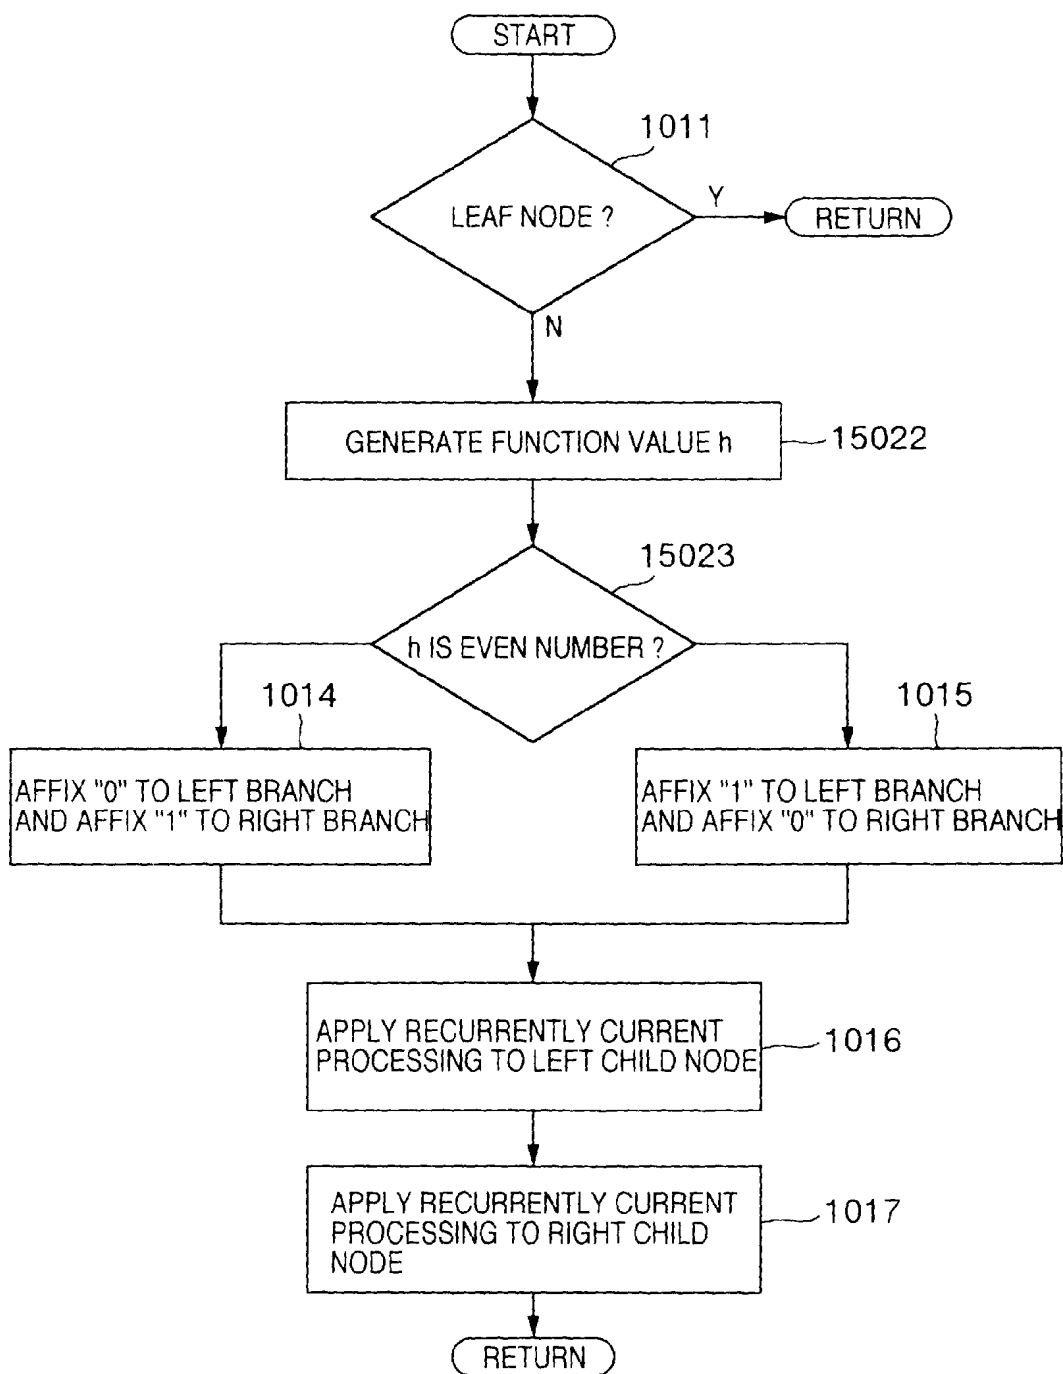 START
1011
LEAF NODE ?
Y
RETURN
N
GENERATE FUNCTION VALUE h
15022
15023
h IS EVEN NUMBER ?
1014
1015
AFFIX "0" TO LEFT BRANCH
AND AFFIX "1" TO RIGHT BRANCH
AFFIX "1" TO LEFT BRANCH
AND AFFIX "0" TO RIGHT BRANCH
APPLY RECURRENTLY CURRENT
PROCESSING TO LEFT CHILD NODE
1016
APPLY RECURRENTLY CURRENT
PROCESSING TO RIGHT CHILD
NODE
1017
RETURN